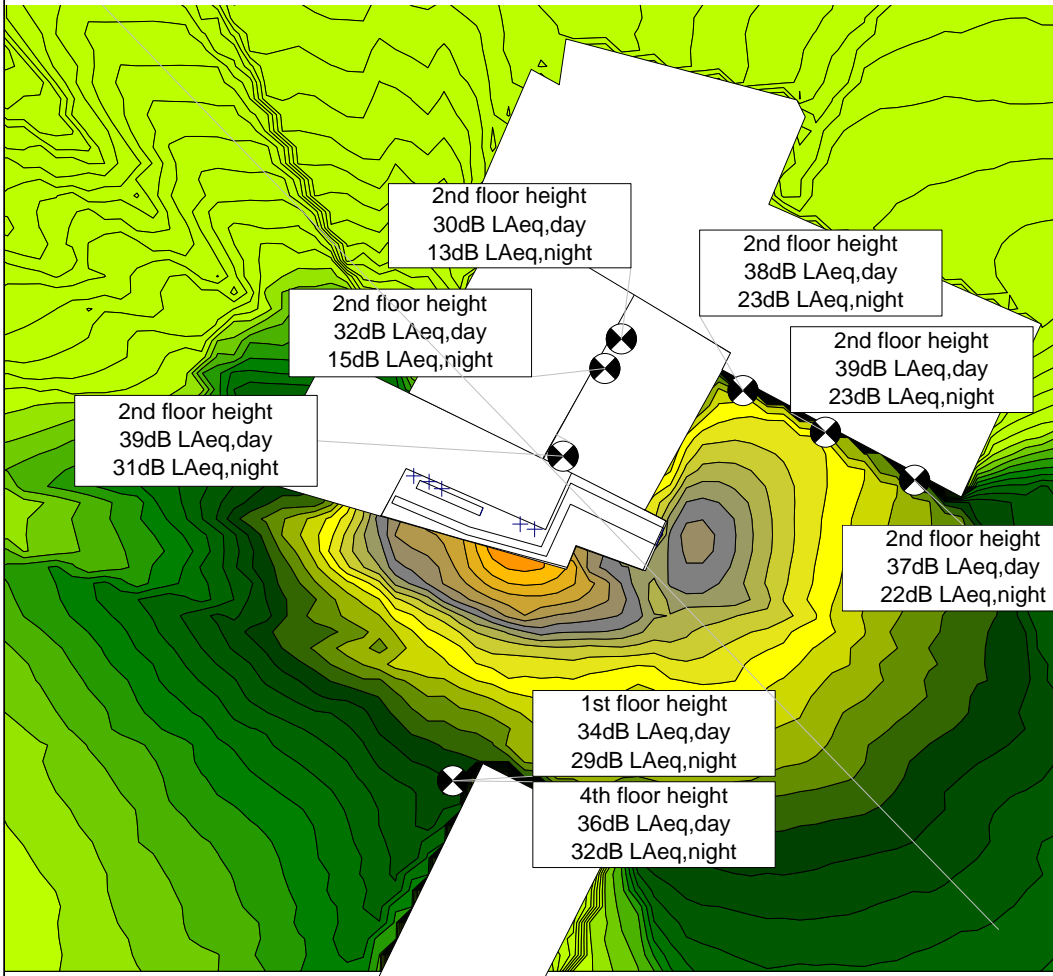 2nd floor height
30dB LAeq,day
13dB LAeq,night
2nd floor height
38dB LAeq,day
23dB LAeq,night
2nd floor height
32dB LAeq,day
15dB LAeq,night
2nd floor height
39dB LAeq,day
23dB LAeq,night
2nd floor height
39dB LAeq,day
31dB LAeq,night
2nd floor height
37dB LAeq,day
22dB LAeq,night
1st floor height
34dB LAeq,day
29dB LAeq,night
4th floor height
36dB LAeq,day
32dB LAeq,night